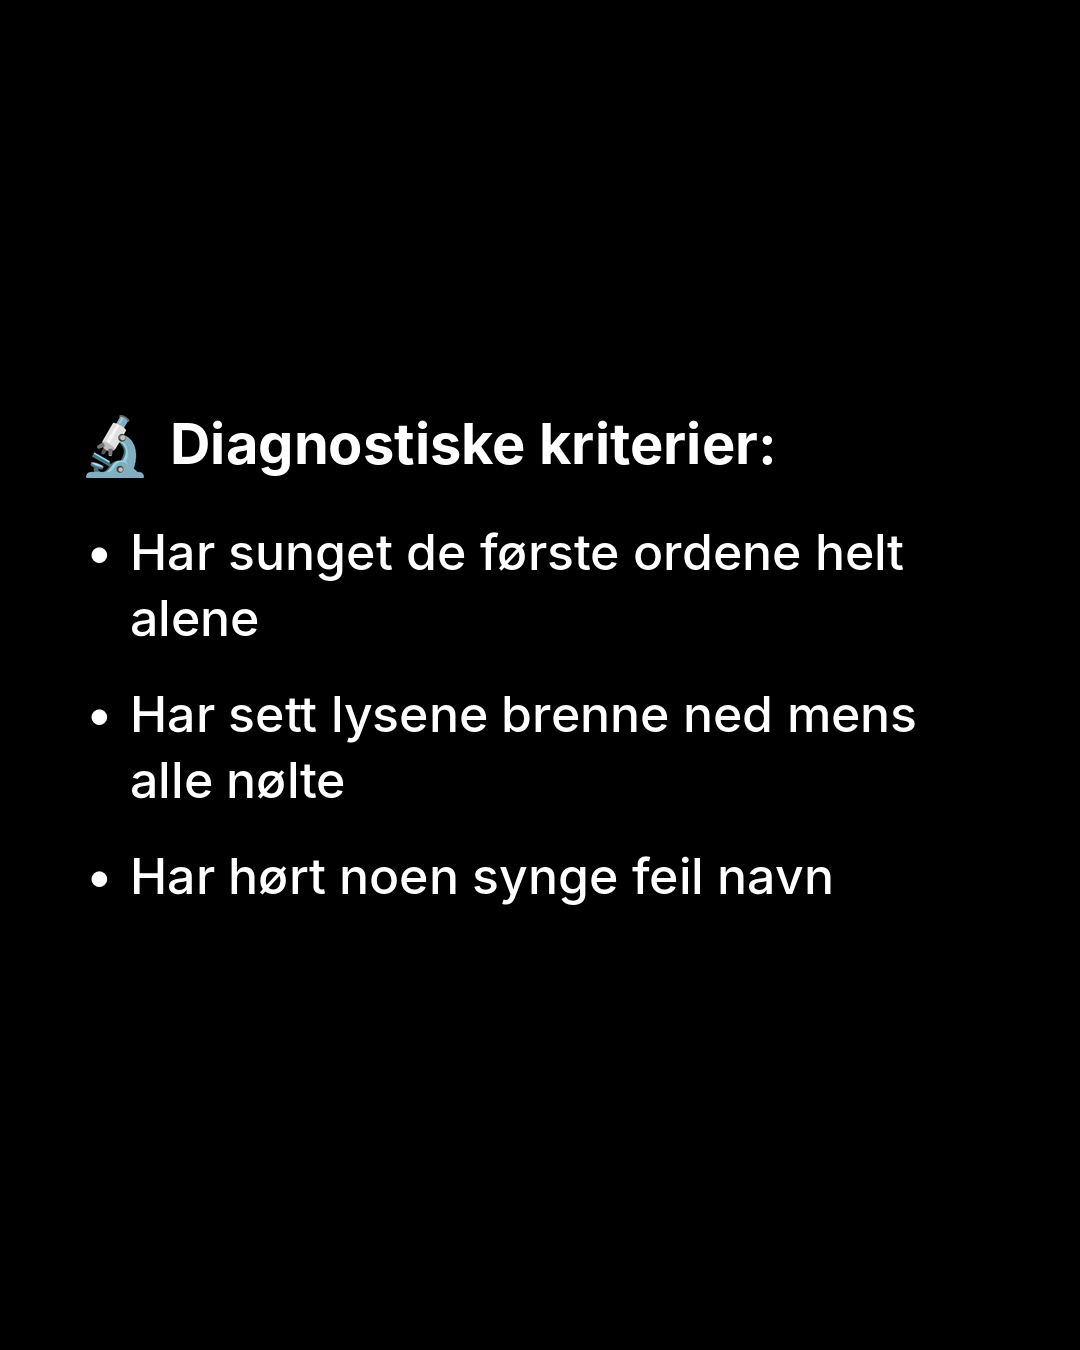 🔬 Diagnostiske kriterier:
• Har sunget de første ordene helt
alene
• Har sett lysene brenne ned mens
alle nølte
• Har hørt noen synge feil navn